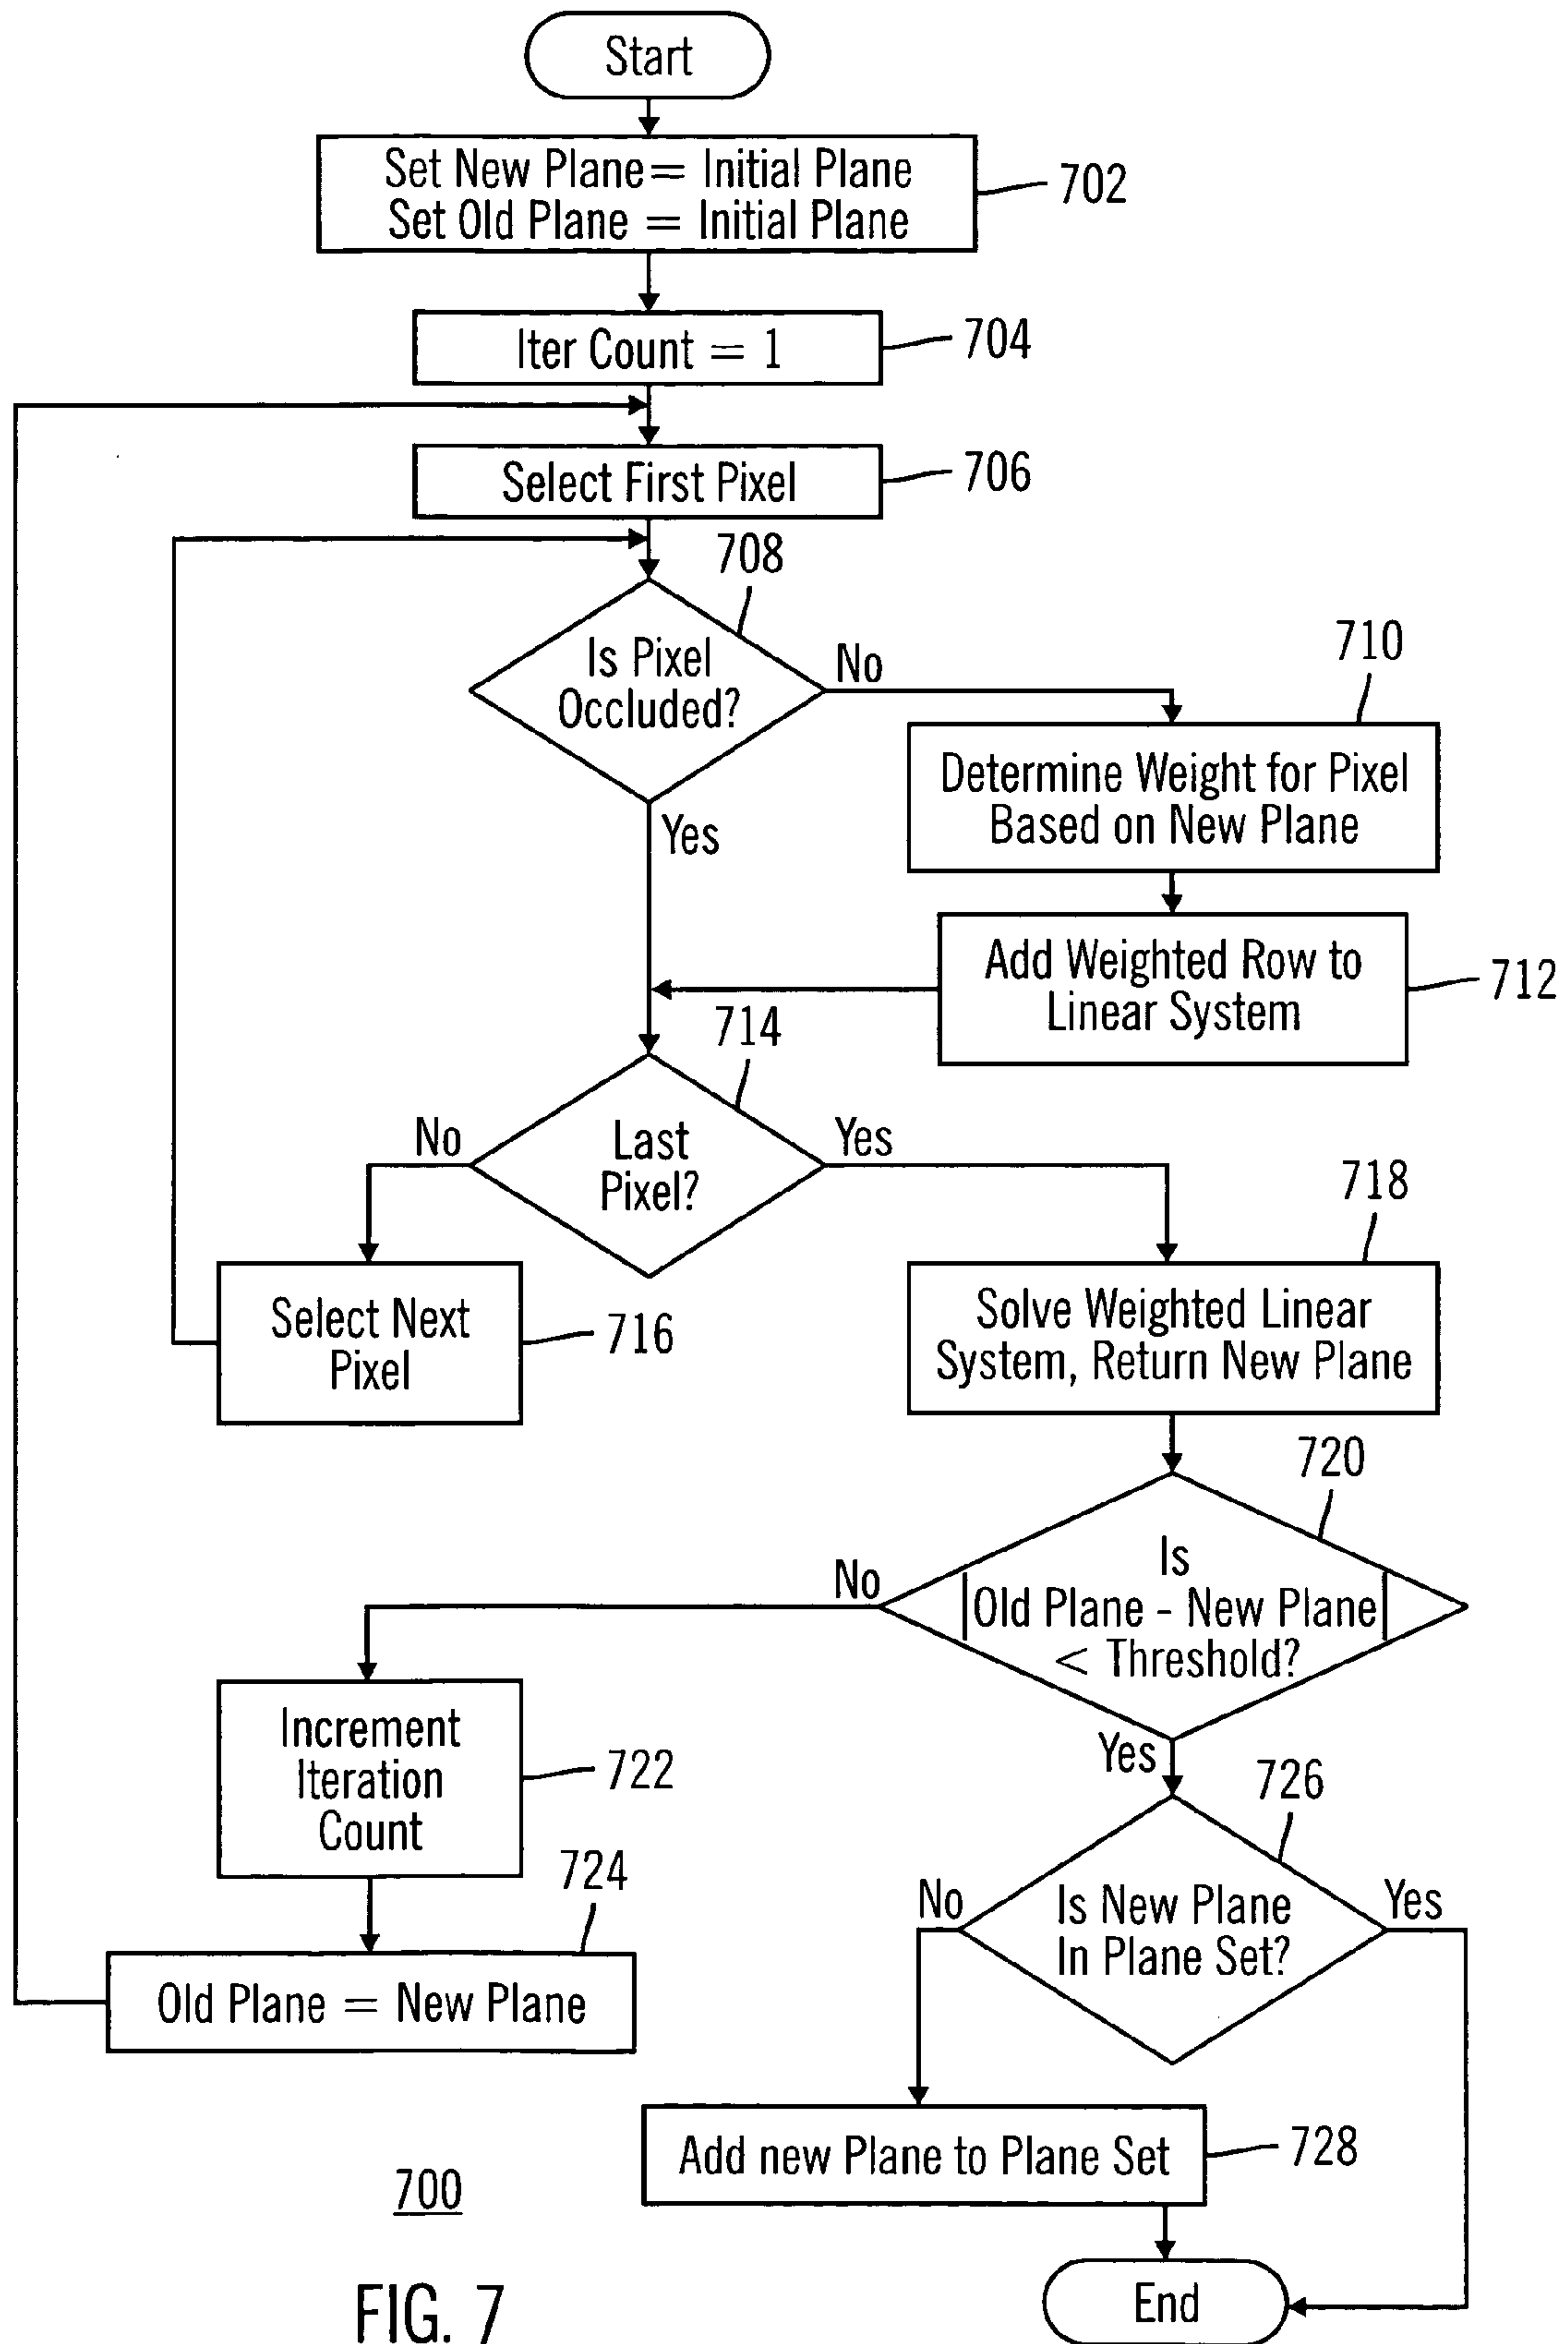 Start
Set New Plane= Initial Plane
Set Old Plane = Initial Plane
702
Iter Count = 1
704
Select First Pixel
706
708
Is Pixel
Occluded?
No
Yes
710
Determine Weight for Pixel
Based on New Plane
Add Weighted Row to
Linear System
712
714
Last
Pixel?
No
Yes
Select Next
Pixel
716
718
Solve Weighted Linear
System, Return New Plane
720
Is
|Old Plane - New Plane|
< Threshold?
No
Yes
Increment
Iteration
Count
722
724
Old Plane = New Plane
726
Is New Plane
In Plane Set?
No
Yes
Add new Plane to Plane Set
728
End
700
FIG. 7